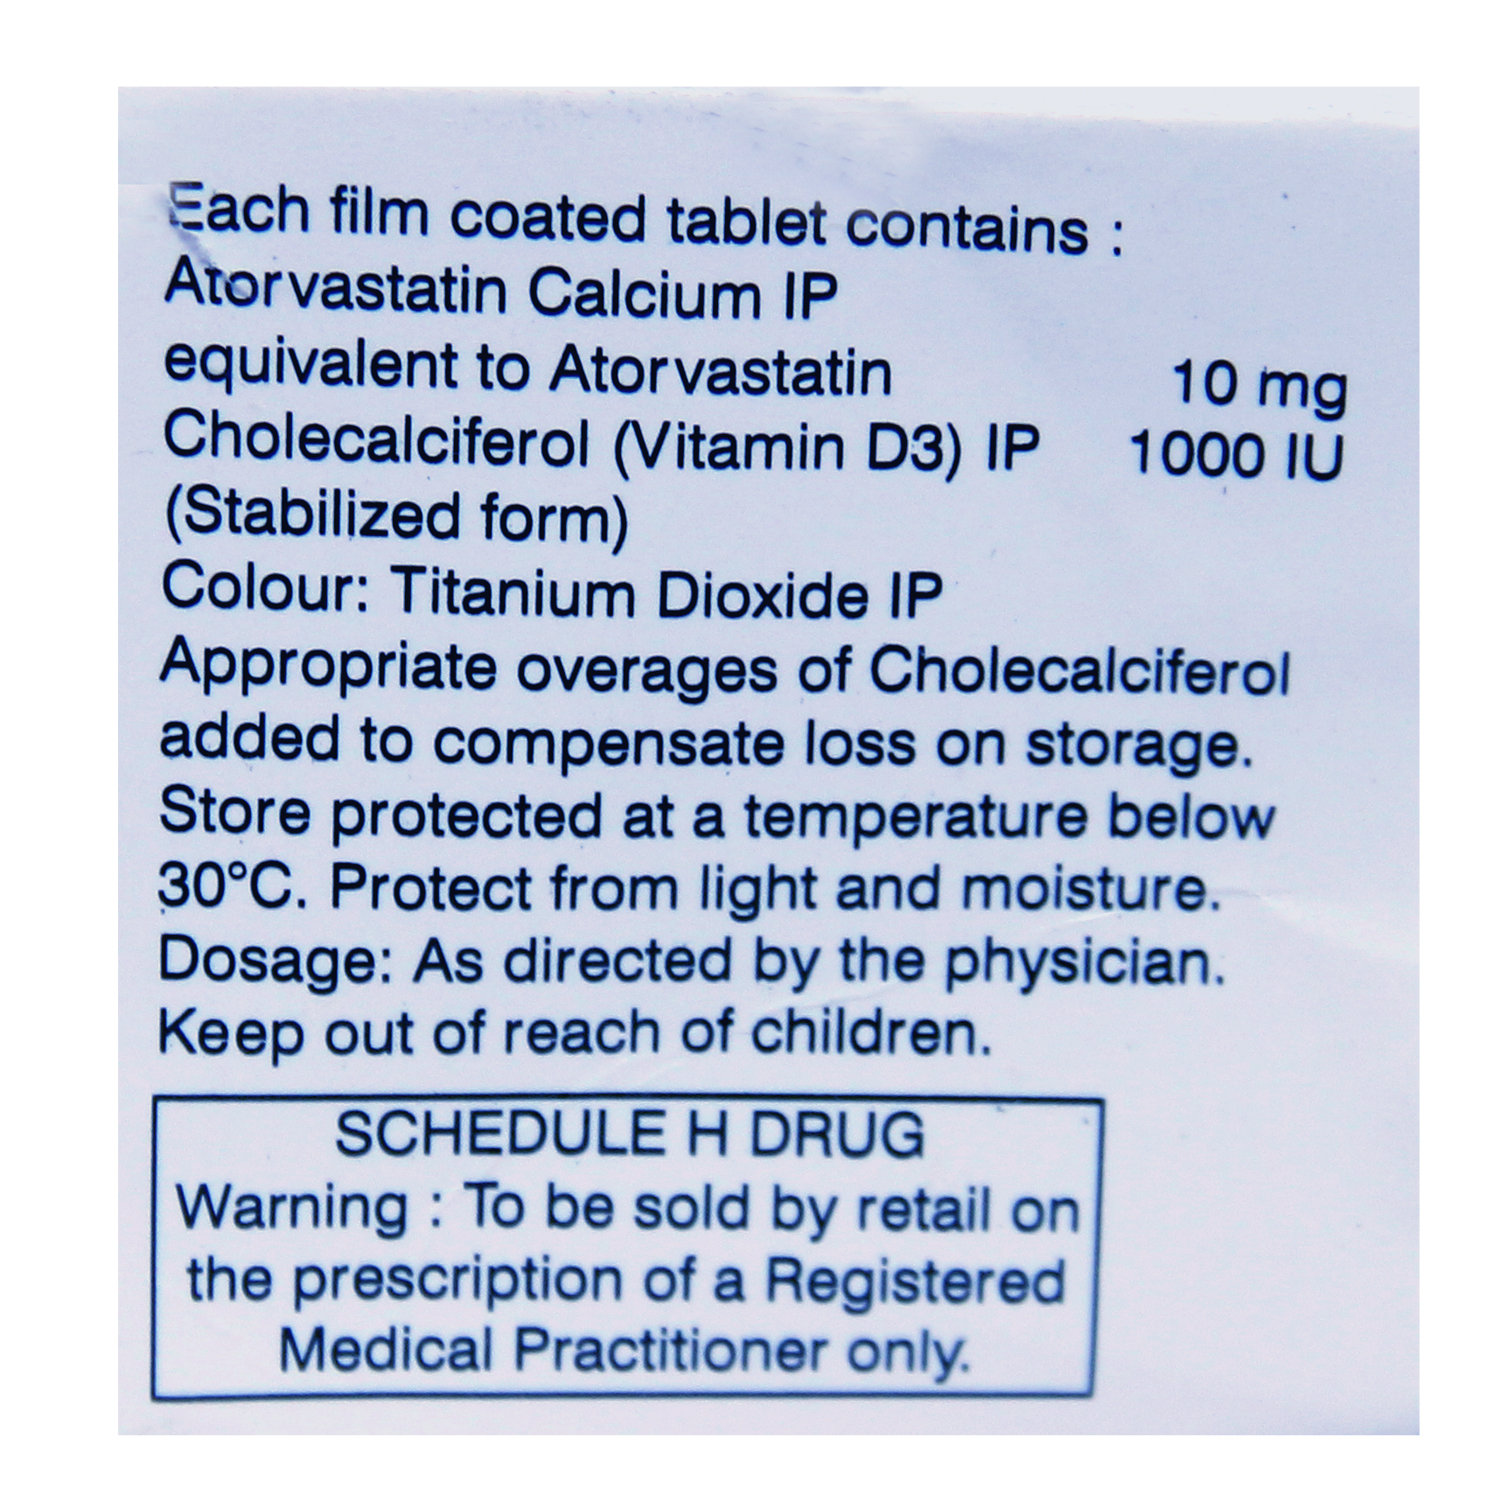 Each film coated tablet contains :
Atorvastatin Calcium IP
equivalent to Atorvastatin 10 mg
Cholecalciferol (Vitamin D3) IP 1000 IU
(Stabilized form)
Colour: Titanium Dioxide IP
Appropriate overages of Cholecalciferol
added to compensate loss on storage.
Store protected at a temperature below
30°C. Protect from light and moisture.
Dosage: As directed by the physician.
Keep out of reach of children.
SCHEDULE H DRUG
Warning : To be sold by retail on
the prescription of a Registered
Medical Practitioner only.